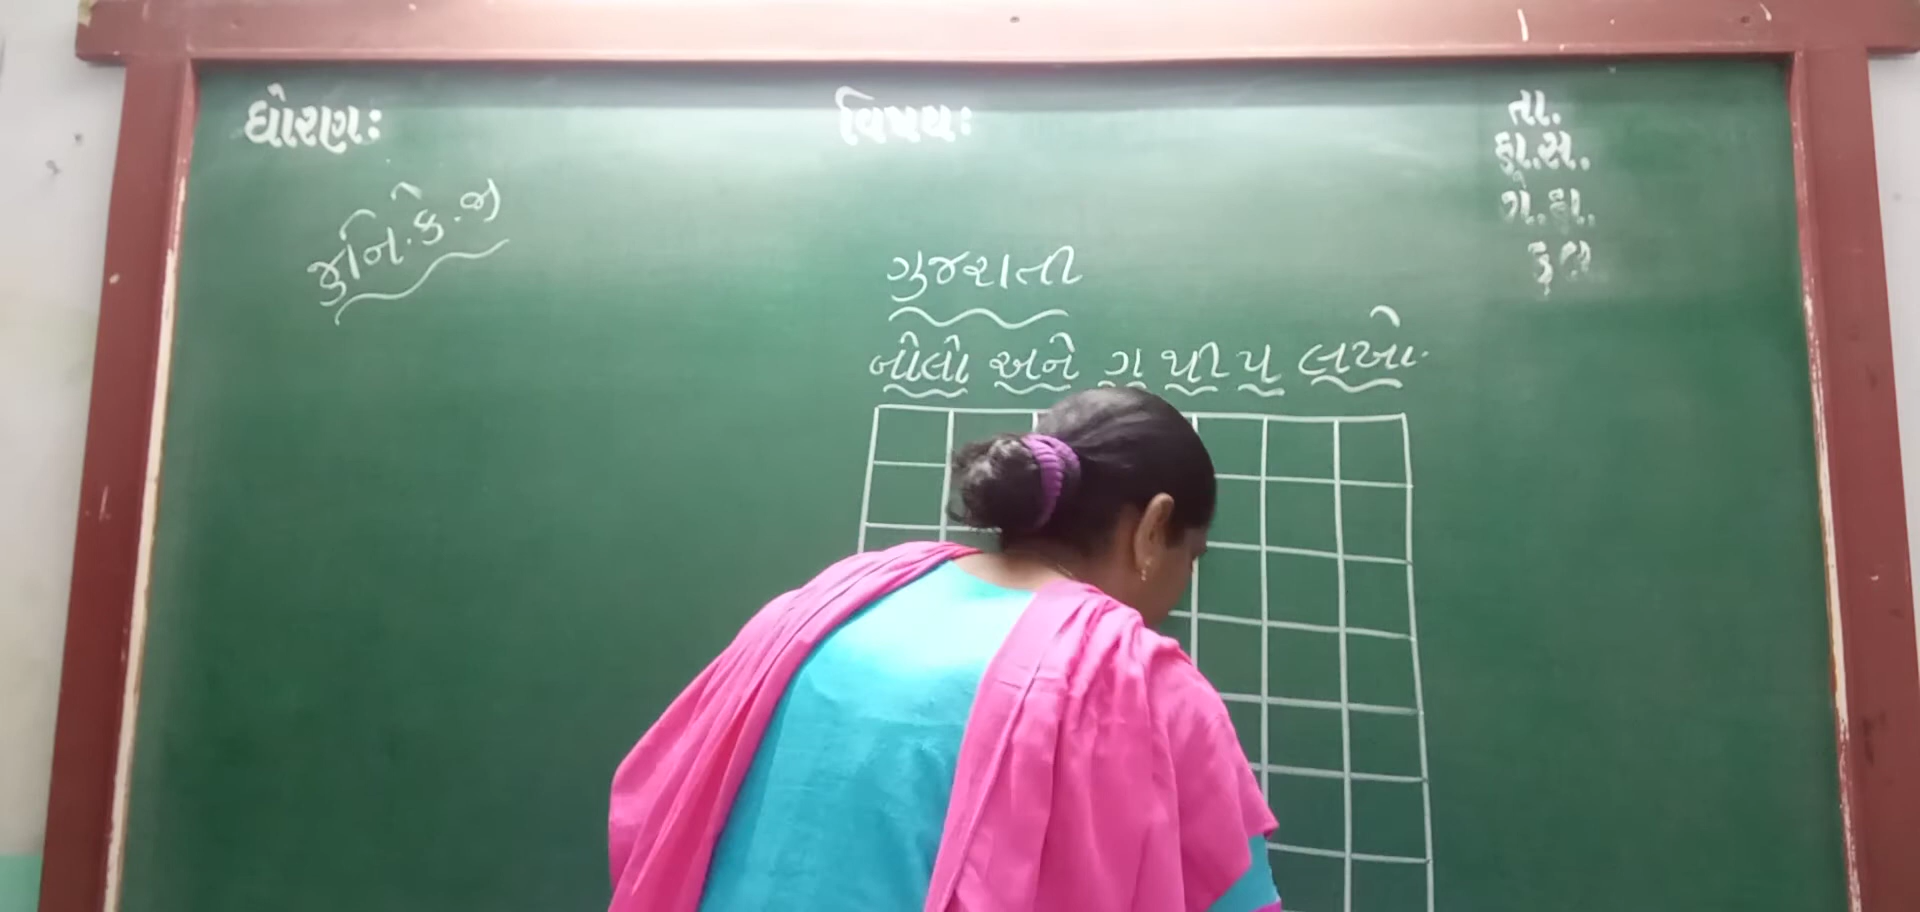 ધોરણ:
વિષય:
તા.
કુ.સ.
ગે.હા.
કુલ
જુનિ.કે.જી
ગુજરાતી
બોલો અને ગ થી પ લખો.